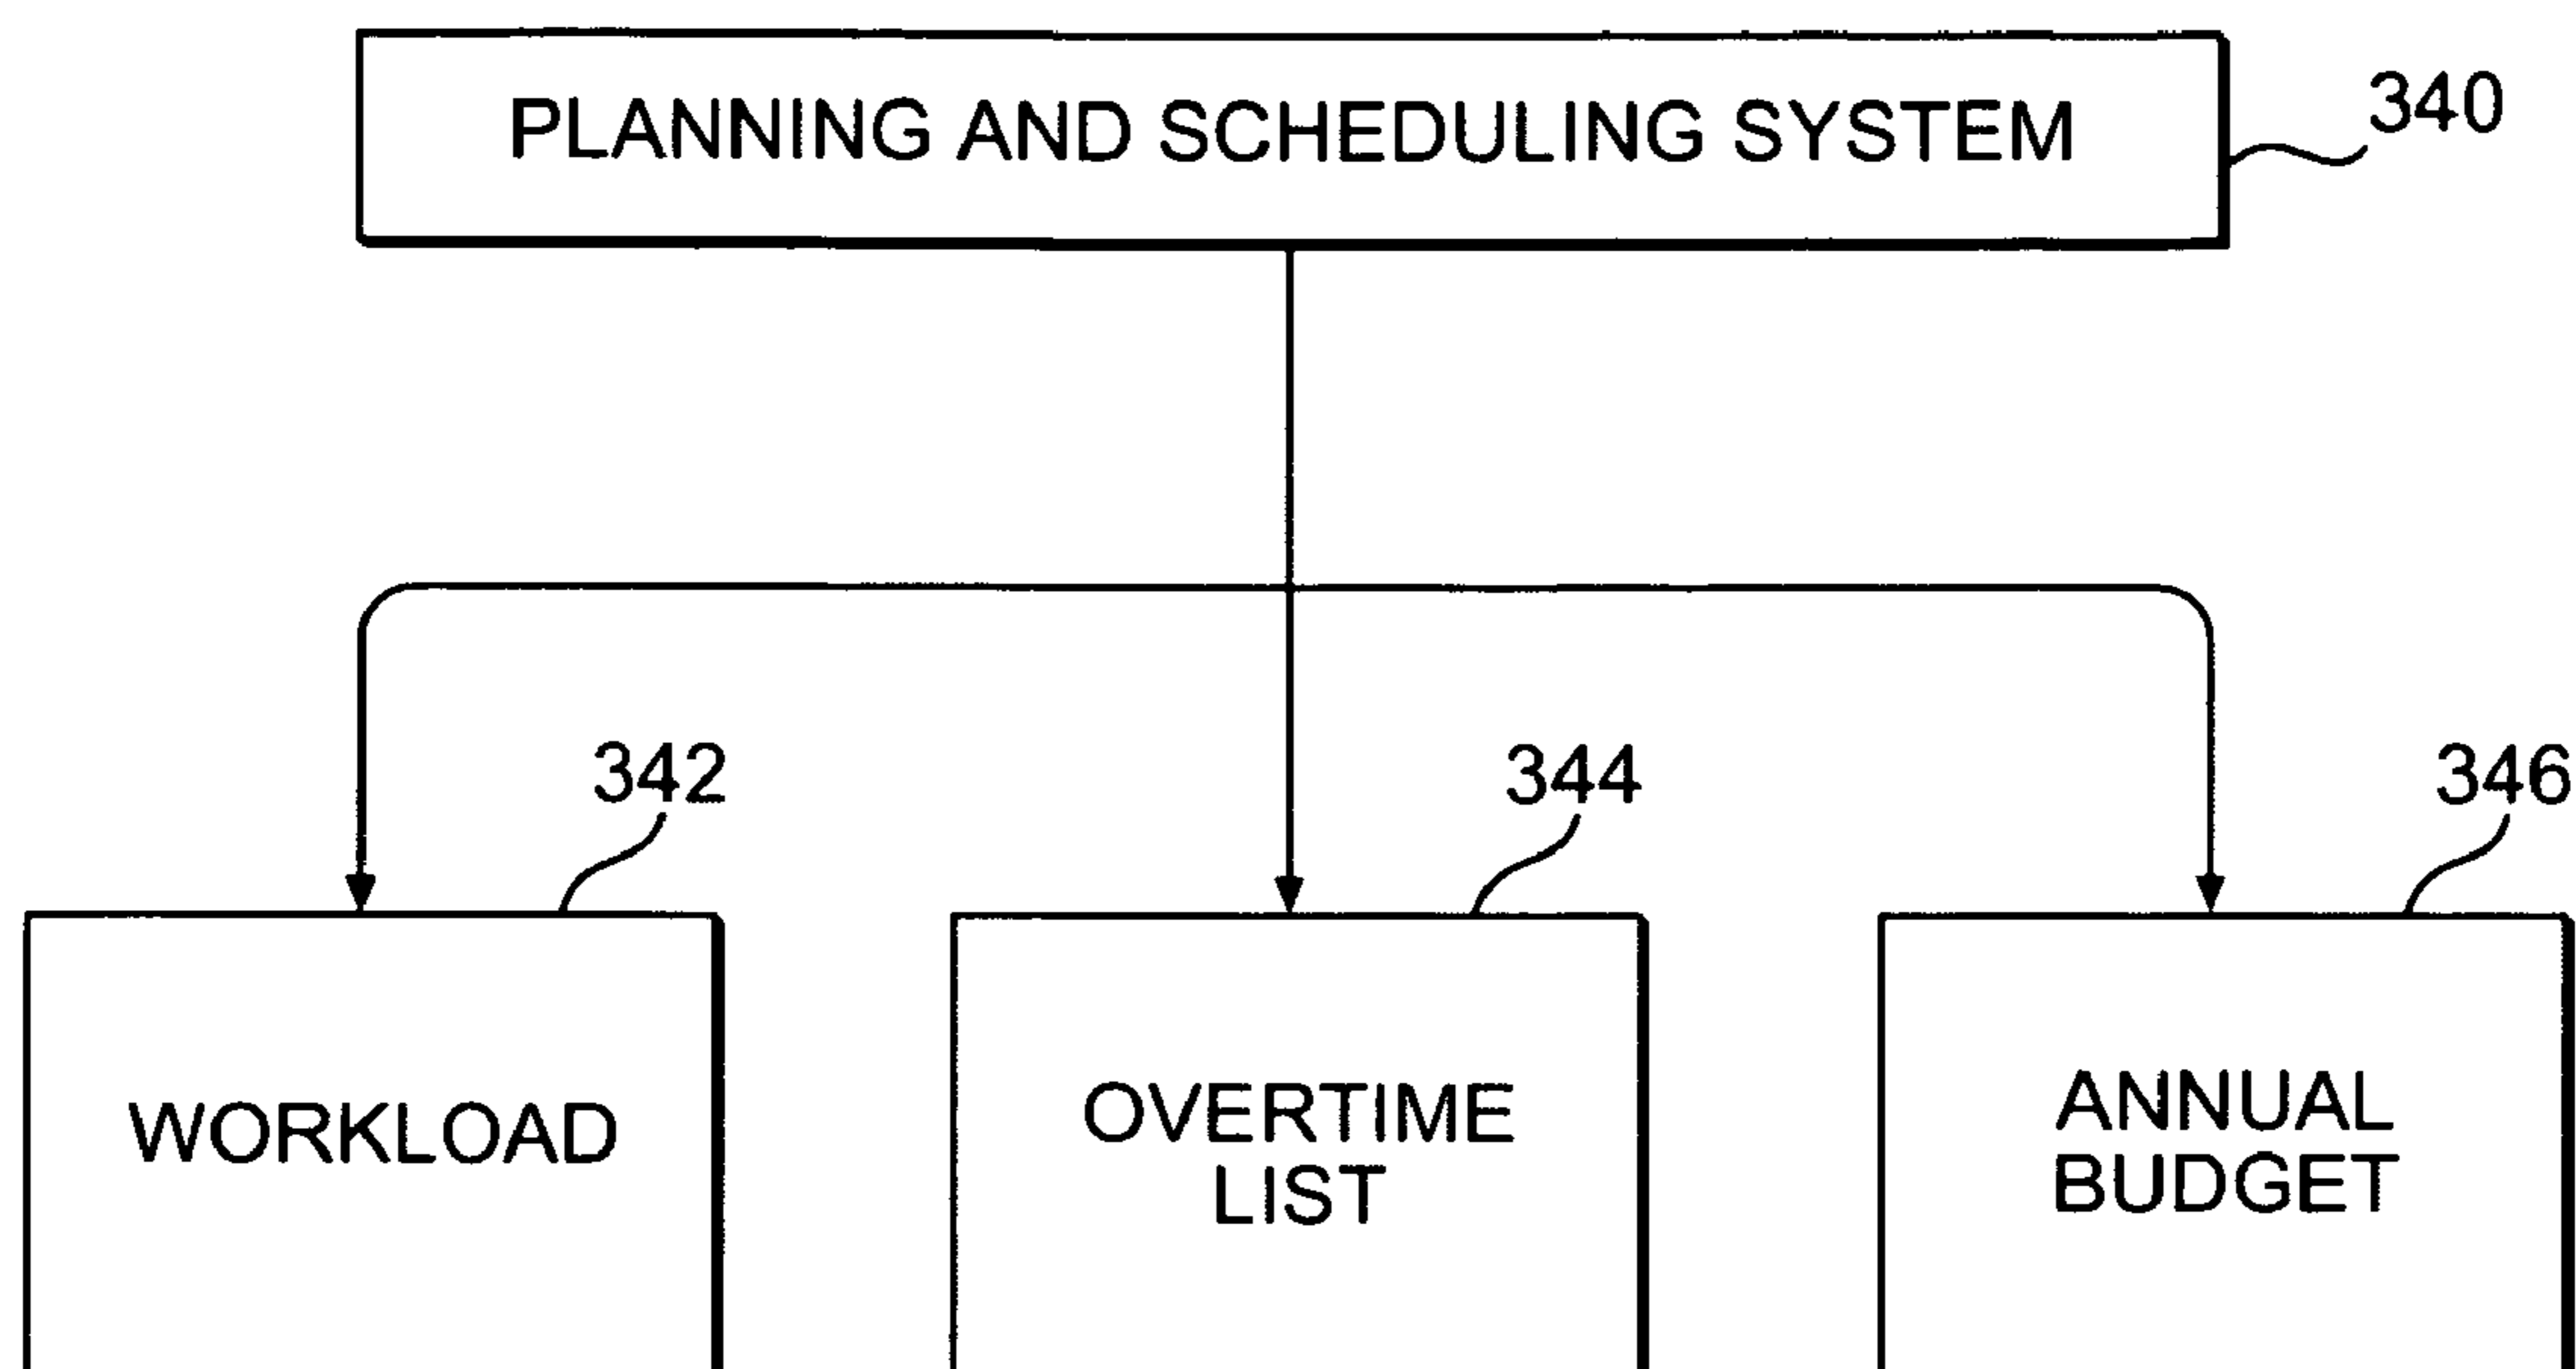 PLANNING AND SCHEDULING SYSTEM
340
342
344
346
WORKLOAD
OVERTIME
LIST
ANNUAL
BUDGET